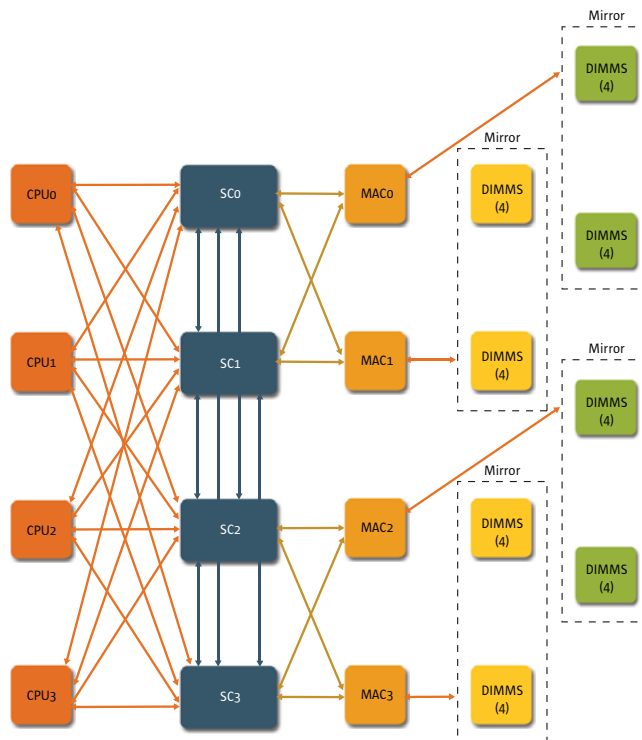 Mirror
DIMMS
(4)
Mirror
CPU0
SC0
MAC0
DIMMS
(4)
DIMMS
(4)
CPU1
SC1
MAC1
DIMMS
(4)
Mirror
DIMMS
(4)
Mirror
CPU2
SC2
MAC2
DIMMS
(4)
DIMMS
(4)
CPU3
SC3
MAC3
DIMMS
(4)